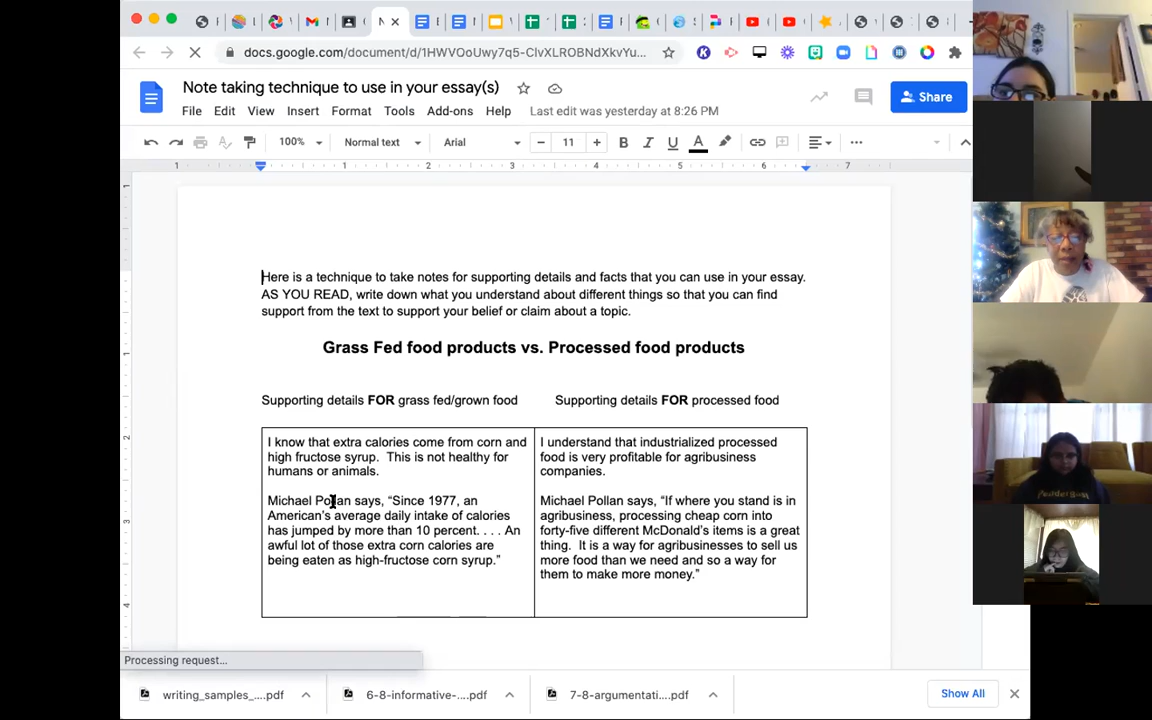 docs.google.com/document/d/1HWVOoUwy7q5-ClvXLROBNdXkvYu...
Note taking technique to use in your essay(s)
File Edit View Insert Format Tools Add-ons Help Last edit was yesterday at 8:26 PM
Share
100% Normal text Arial 11
Here is a technique to take notes for supporting details and facts that you can use in your essay.
AS YOU READ, write down what you understand about different things so that you can find
support from the text to support your belief or claim about a topic.
Grass Fed food products vs. Processed food products
Supporting details FOR grass fed/grown food
Supporting details FOR processed food
I know that extra calories come from corn and
high fructose syrup. This is not healthy for
humans or animals.
Michael Pollan says, “Since 1977, an
American’s average daily intake of calories
has jumped by more than 10 percent. . . . An
awful lot of those extra corn calories are
being eaten as high-fructose corn syrup.”
I understand that industrialized processed
food is very profitable for agribusiness
companies.
Michael Pollan says, “If where you stand is in
agribusiness, processing cheap corn into
forty-five different McDonald’s items is a great
thing. It is a way for agribusinesses to sell us
more food than we need and so a way for
them to make more money.”
Processing request...
writing_samples_....pdf
6-8-informative-....pdf
7-8-argumentati....pdf
Show All